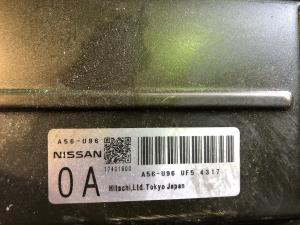 A56-U96
NISSAN
17401600
A56-U96 UF5 4317
0A
Hitachi,Ltd. Tokyo Japan